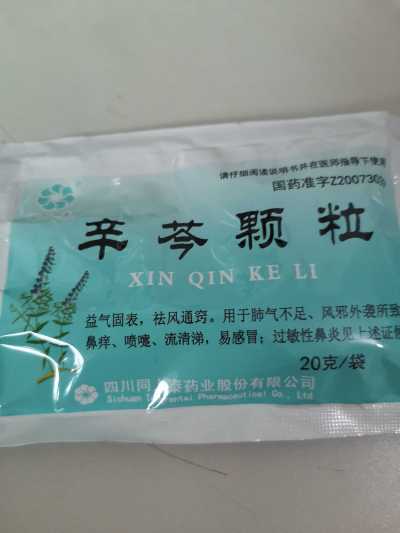 请仔细阅读说明书并在医师指导下使用
国药准字Z2007303
辛芩颗粒
XIN QIN KE LI
益气固表，祛风通窍。用于肺气不足、风邪外袭所致
鼻痒、喷嚏、流清涕，易感冒；过敏性鼻炎见上述证候
20克/袋
四川同 泰药业股份有限公司
Sichuan Pharmaceutical Co., Ltd